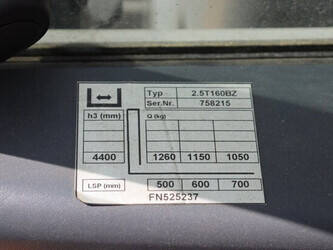 Typ 2.5T160BZ
Ser.Nr. 758215
h3 (mm) Q (kg)
4400 1260 1150 1050
LSP (mm) 500 600 700
FN525237